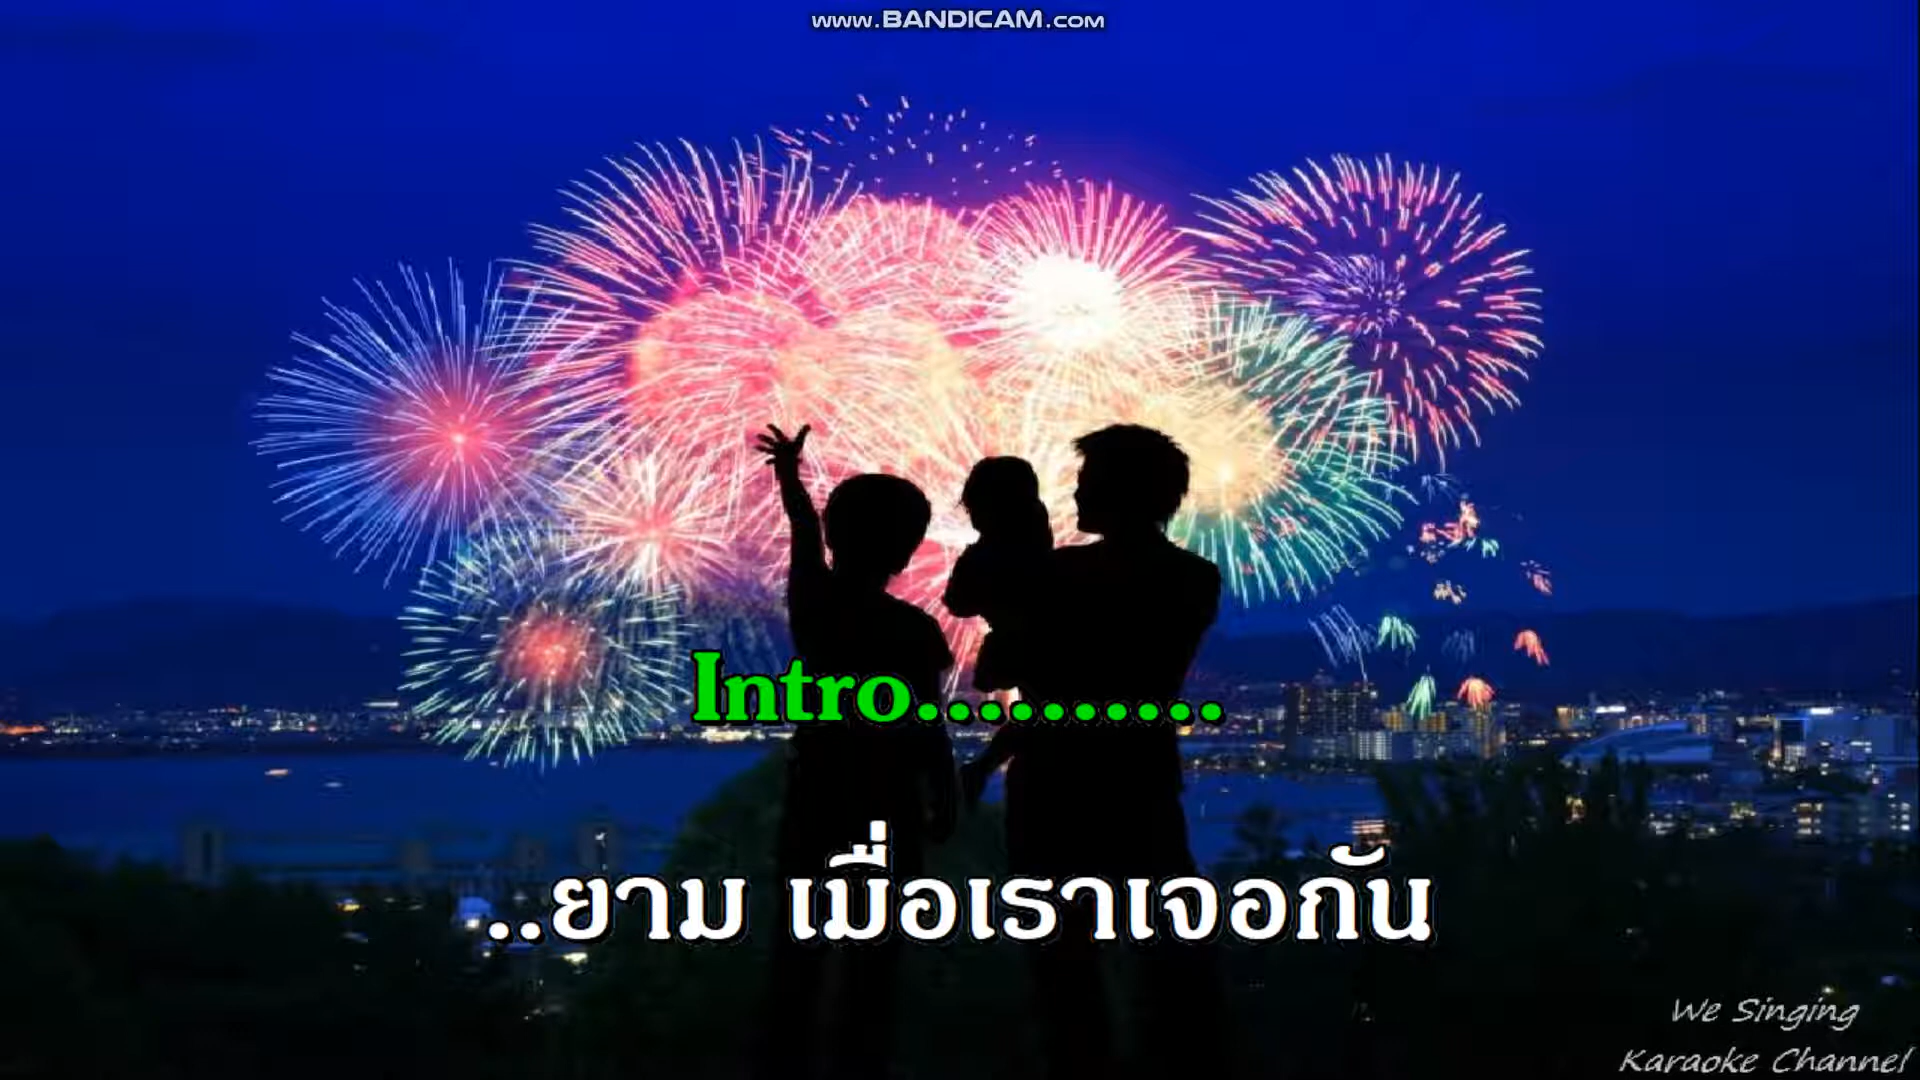 www.BANDICAM.com
Intro..........
..ยาม เมื่อเราเจอกัน
We Singing
Karaoke Channel